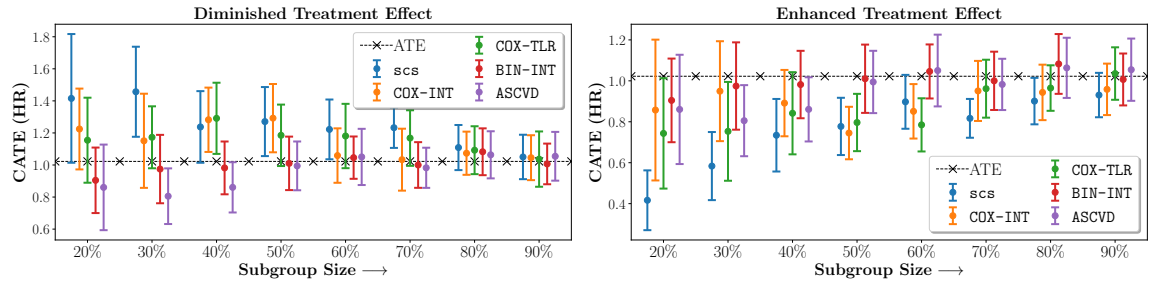 Diminished Treatment Effect
CATE (HR)
1.8
1.6
1.4
1.2
1.0
0.8
0.6
ATE
scs
COX-INT
COX-TLR
BIN-INT
ASCVD
20% 30% 40% 50% 60% 70% 80% 90%
Subgroup Size →
Enhanced Treatment Effect
CATE (HR)
1.2
1.0
0.8
0.6
0.4
ATE
scs
COX-INT
COX-TLR
BIN-INT
ASCVD
20% 30% 40% 50% 60% 70% 80% 90%
Subgroup Size →